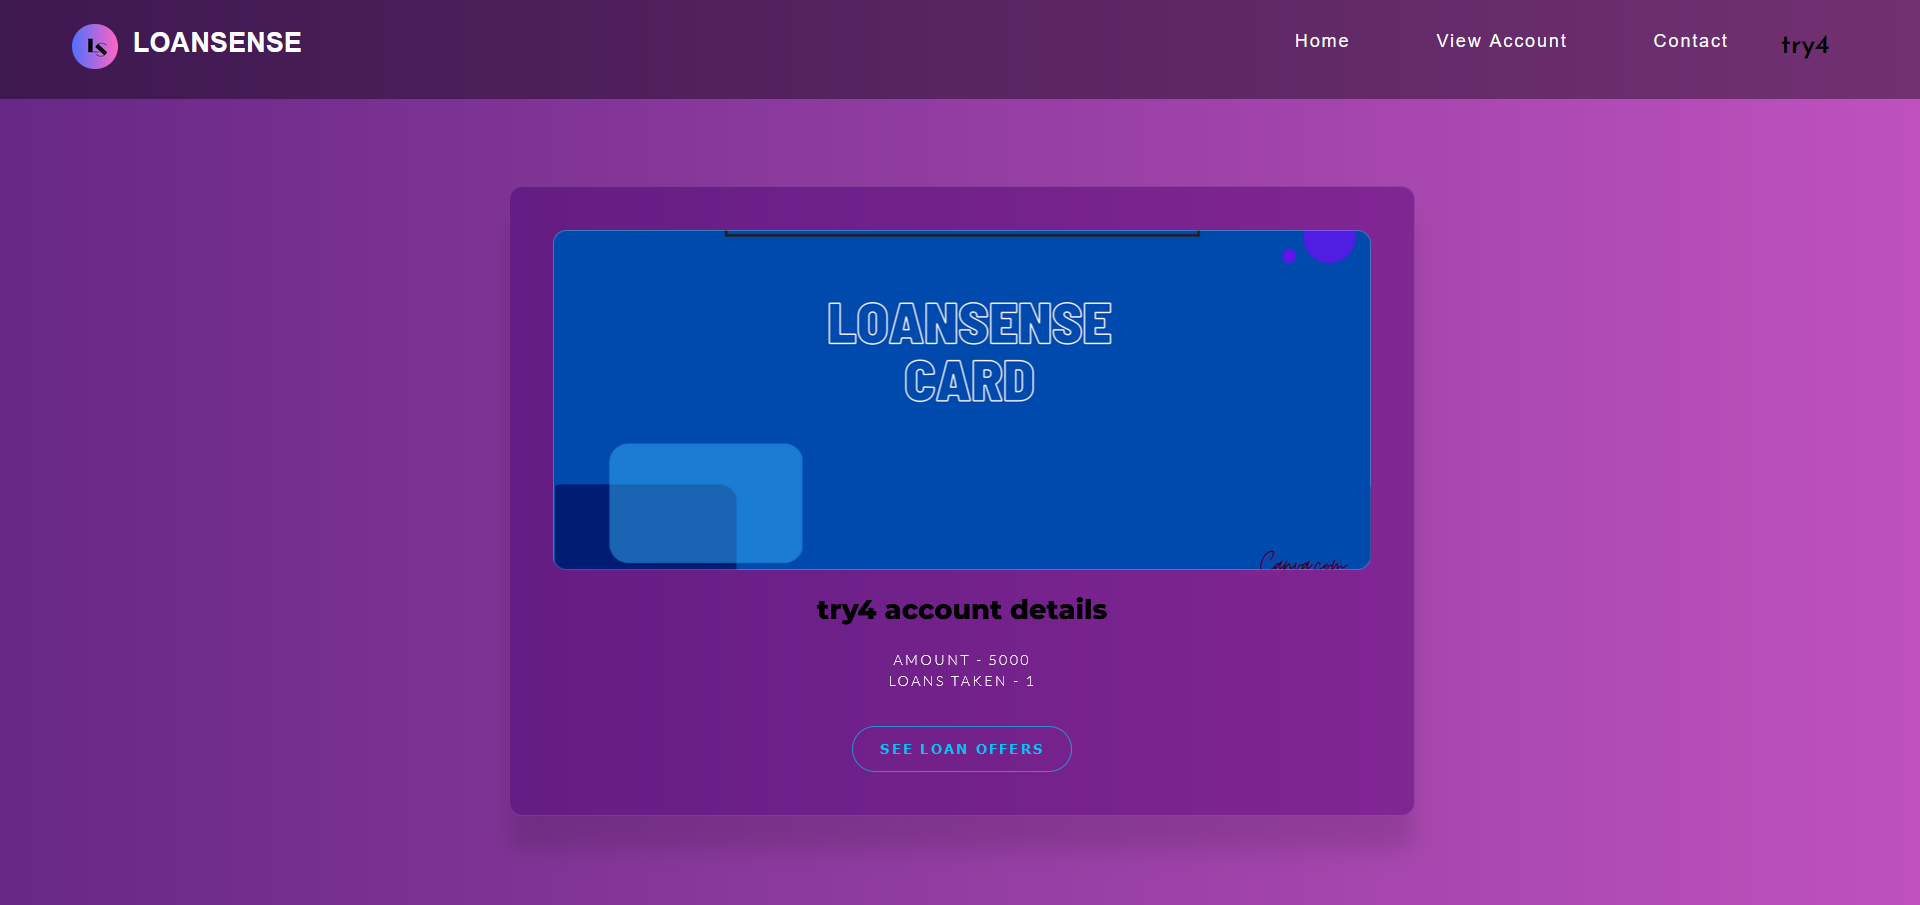 LS LOANSENSE
Home
View Account
Contact
try4
LOANSENSE
CARD
Canva.com
try4 account details
AMOUNT - 5000
LOANS TAKEN - 1
SEE LOAN OFFERS